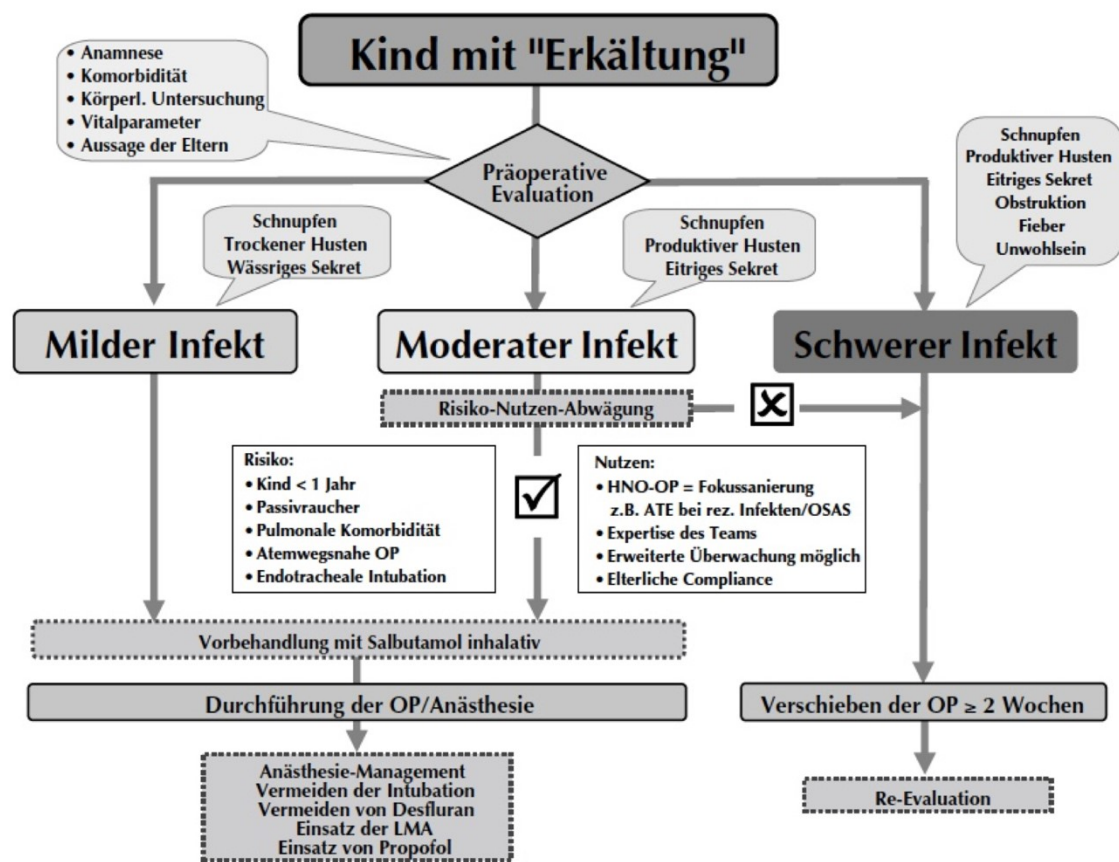 Kind mit "Erkältung"
• Anamnese
• Komorbidität
• Körperl. Untersuchung
• Vitalparameter
• Aussage der Eltern
Präoperative
Evaluation
Schnupfen
Trockener Husten
Wässriges Sekret
Schnupfen
Produktiver Husten
Eitriges Sekret
Schnupfen
Produktiver Husten
Eitriges Sekret
Obstruktion
Fieber
Unwohlsein
Milder Infekt
Moderater Infekt
Schwerer Infekt
Risiko-Nutzen-Abwägung
Risiko:
• Kind < 1 Jahr
• Passivraucher
• Pulmonale Komorbidität
• Atemwegsnahe OP
• Endotracheale Intubation
Nutzen:
• HNO-OP = Fokussanierung
z.B. ATE bei rez. Infekten/OSAS
• Expertise des Teams
• Erweiterte Überwachung möglich
• Elterliche Compliance
Vorbehandlung mit Salbutamol inhalativ
Durchführung der OP/Anästhesie
Verschieben der OP ≥ 2 Wochen
Anästhesie-Management
Vermeiden der Intubation
Vermeiden von Desfluran
Einsatz der LMA
Einsatz von Propofol
Re-Evaluation